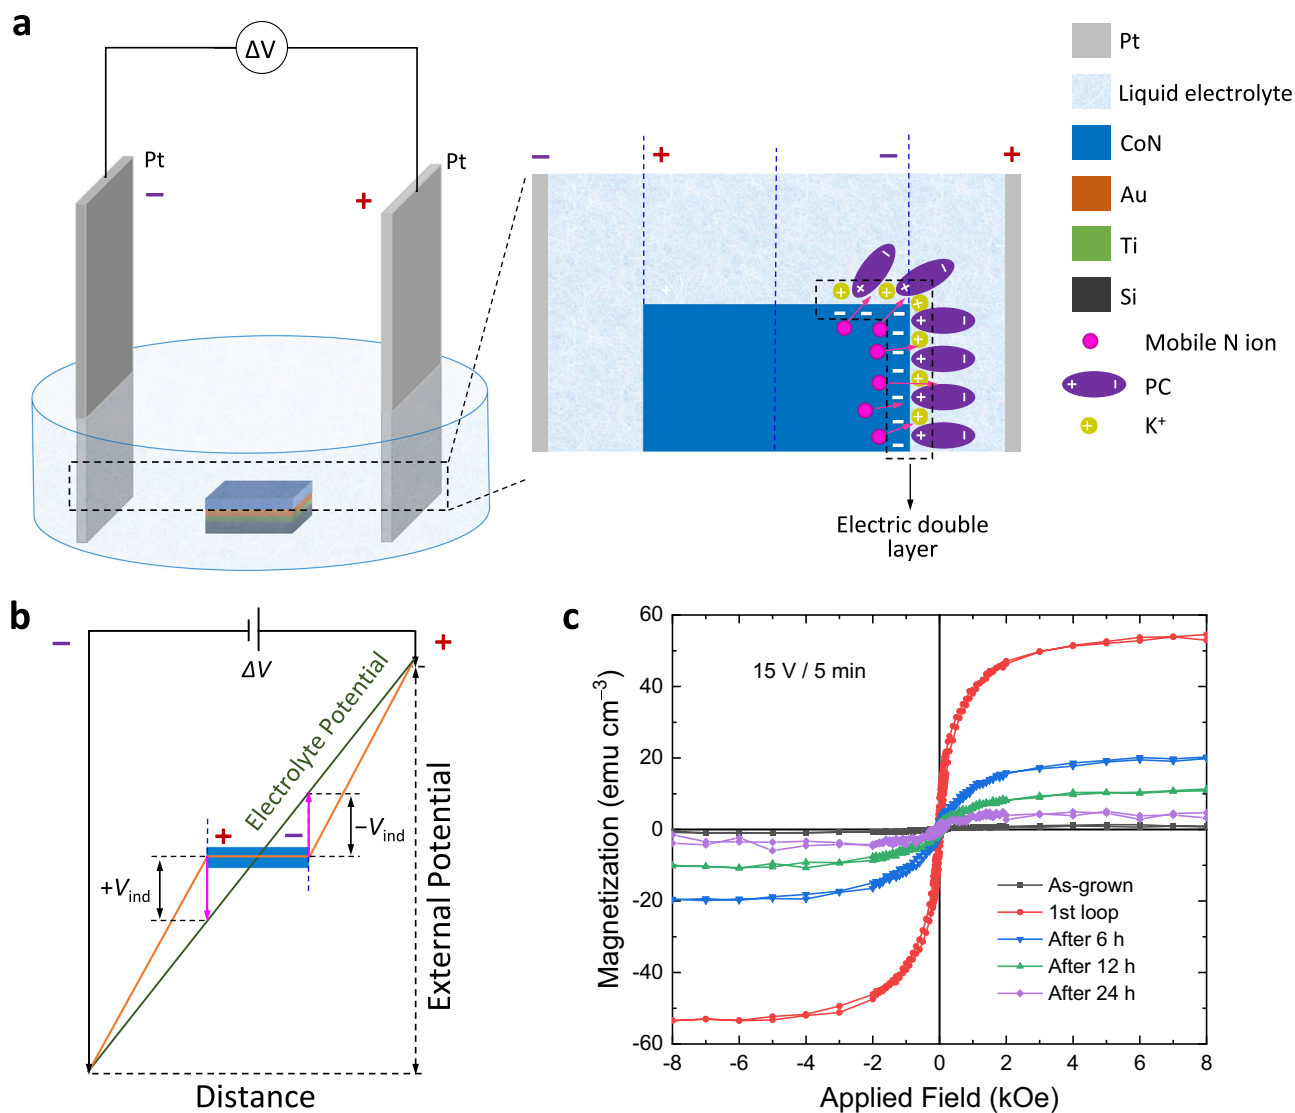 a
ΔV
Pt
Pt
−
+
−
+
−
+
Pt
Liquid electrolyte
CoN
Au
Ti
Si
Mobile N ion
+ − PC
+ K⁺
Electric double
layer
b
−
+
ΔV
Electrolyte Potential
+
−
−Vind
+Vind
External Potential
Distance
c
60
40
20
0
-20
-40
-60
Magnetization (emu cm⁻³)
15 V / 5 min
As-grown
1st loop
After 6 h
After 12 h
After 24 h
-8 -6 -4 -2 0 2 4 6 8
Applied Field (kOe)